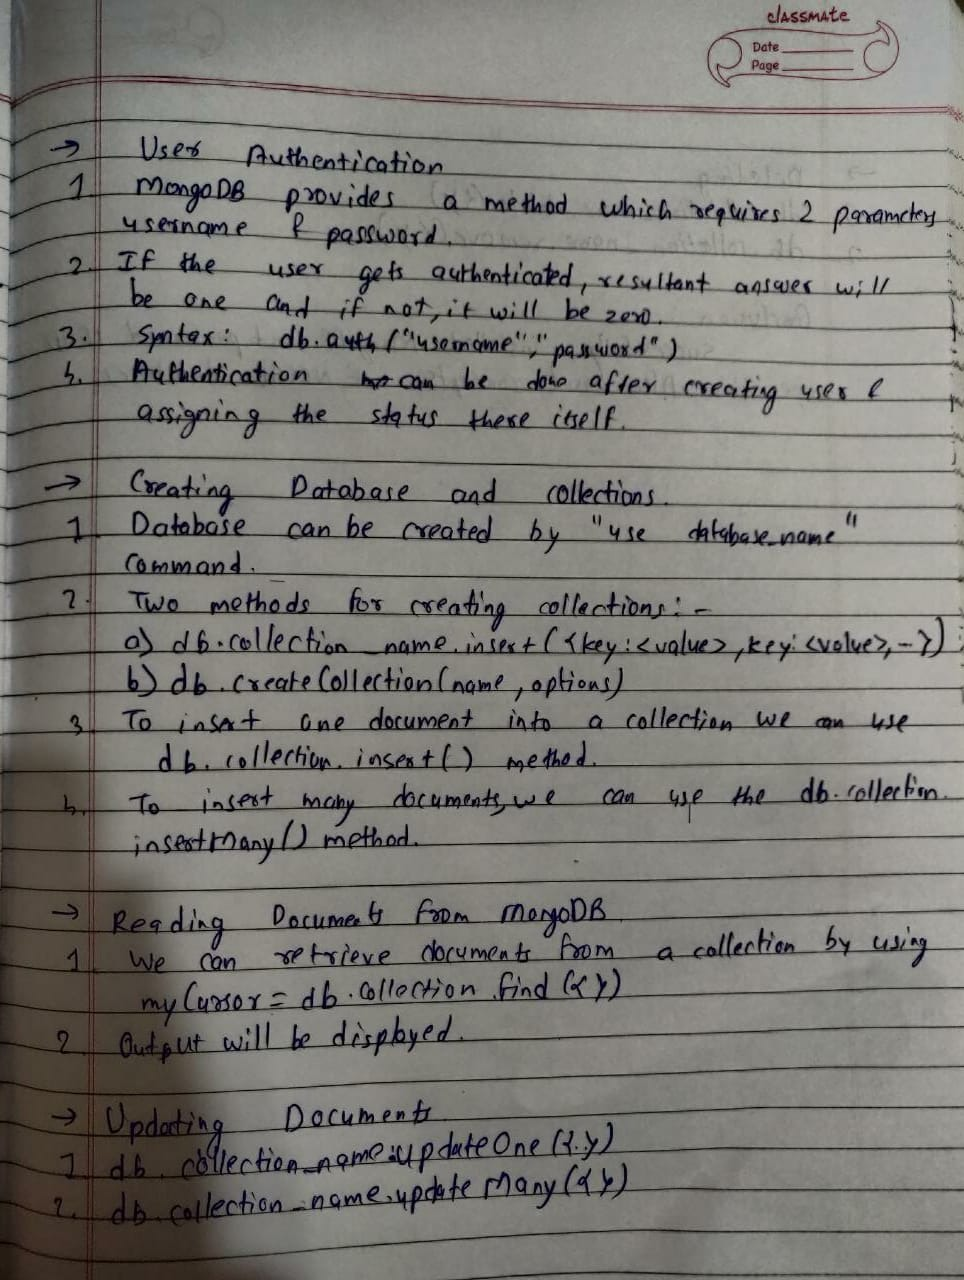 classmate
Date
Page
→ User Authentication
1 MongoDB provides a method which requires 2 parameters
username & password.
2. If the user gets authenticated, resultant answer will
be one and if not, it will be zero.
3. Syntax: db.auth ("username", "password")
4. Authentication can be done after creating user &
assigning the status there itself.
→ Creating Database and collections.
1 Database can be created by "use database_name"
command.
2. Two methods for creating collections:-
a) db.collection_name.insert({key:<value>, key:<value>, -})
b) db.createCollection(name, options)
3 To insert one document into a collection we can use
db.collection.insert() method.
4. To insert many documents, we can use the db.collection.
insertMany() method.
→ Reading Documents from MongoDB
1 We can retrieve documents from a collection by using
myCursor = db.collection.find({})
2 Output will be displayed.
→ Updating Documents
1 db.collection_name.updateOne({})
2. db.collection_name.updateMany({})